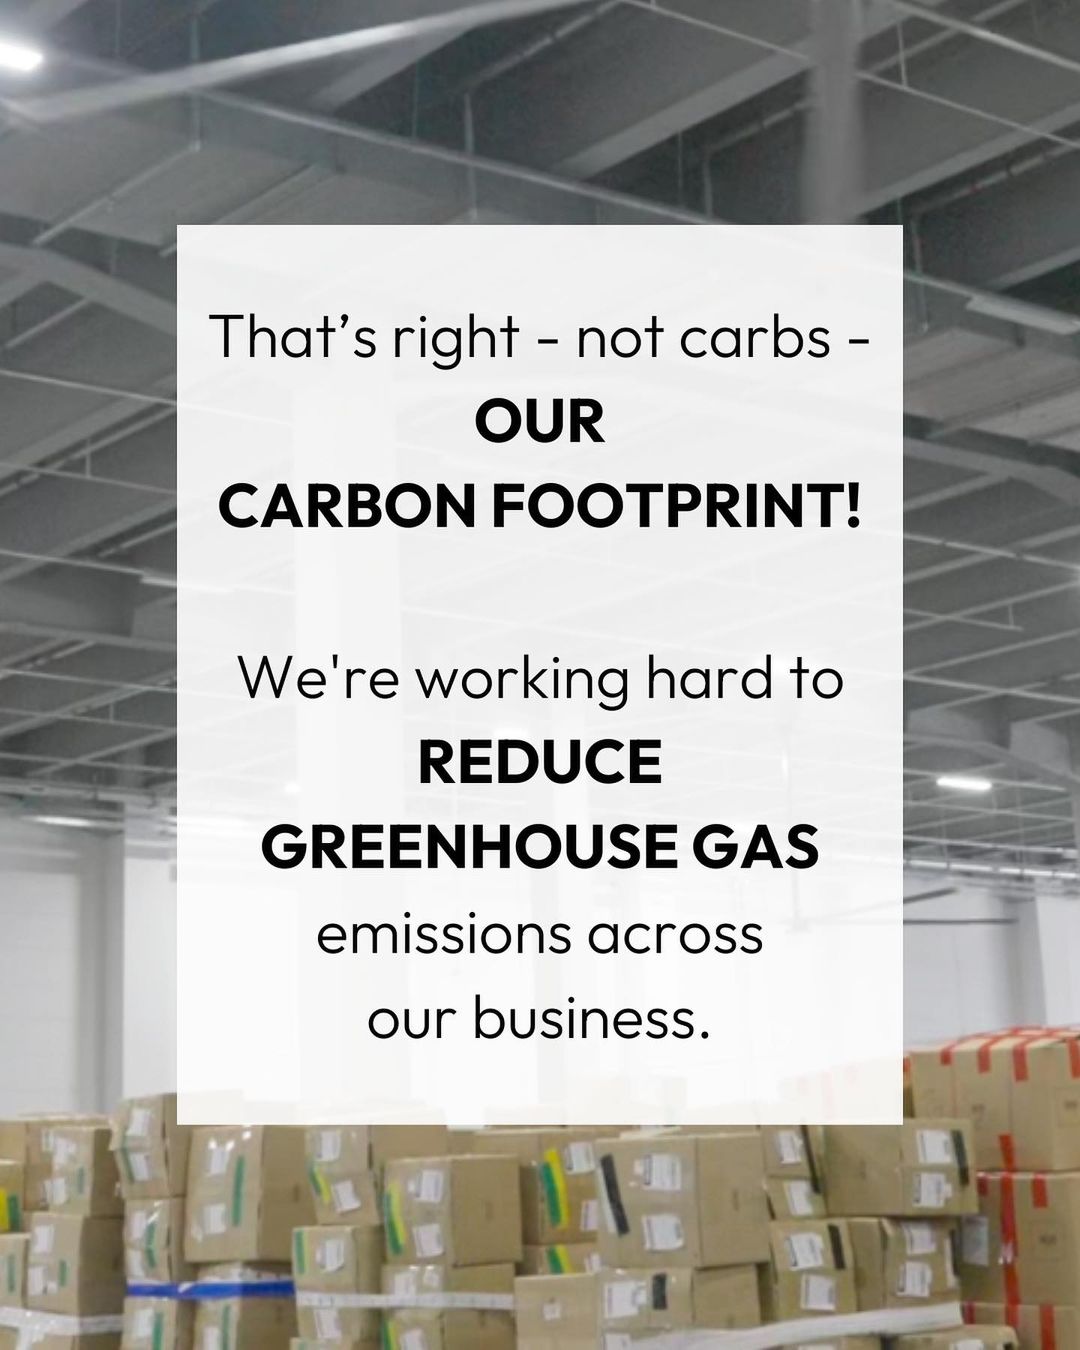 That’s right - not carbs -
OUR
CARBON FOOTPRINT!
We're working hard to
REDUCE
GREENHOUSE GAS
emissions across
our business.